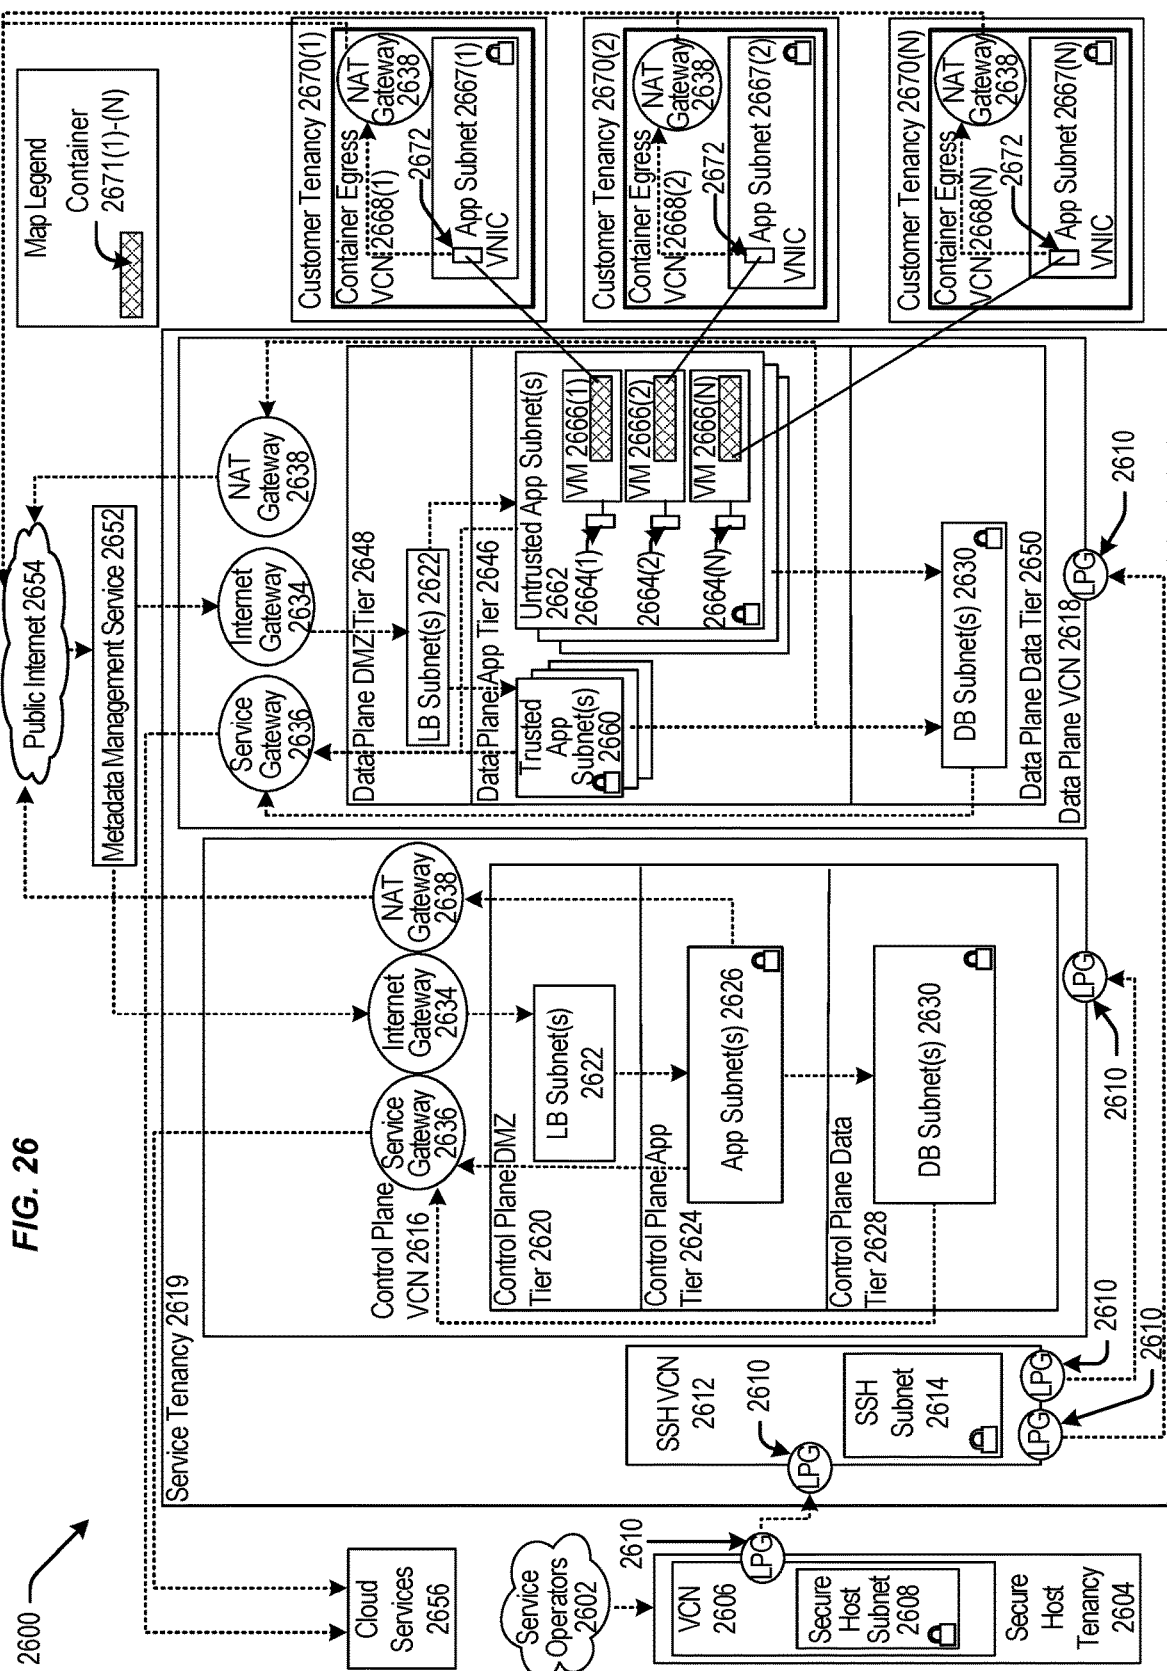 FIG. 26
2600
Public Internet 2654
Metadata Management Service 2652
Map Legend
Container
2671(1)-(N)
Cloud
Services
2656
Service
Operators
2602
2610
LPG
VCN
2606
Secure
Host
Subnet
2608
Secure
Host
Tenancy
2604
Service Tenancy 2619
SSH VCN
2612
2610
LPG
SSH
Subnet
2614
LPG
LPG
2610
2610
Control Plane
VCN 2616
Service
Gateway
2636
Internet
Gateway
2634
NAT
Gateway
2638
Control Plane DMZ
Tier 2620
LB Subnet(s)
2622
Control Plane App
Tier 2624
App Subnet(s) 2626
Control Plane Data
Tier 2628
DB Subnet(s) 2630
LPG
2610
Service
Gateway
2636
Internet
Gateway
2634
NAT
Gateway
2638
Data Plane DMZ Tier 2648
LB Subnet(s) 2622
Data Plane App Tier 2646
Trusted
App
Subnet(s)
2660
Untrusted App Subnet(s)
2662
2664(1)
VM 2666(1)
2664(2)
VM 2666(2)
2664(N)
VM 2666(N)
DB Subnet(s) 2630
Data Plane Data Tier 2650
Data Plane VCN 2618
LPG
2610
Customer Tenancy 2670(1)
Container Egress
VCN 2668(1)
NAT
Gateway
2638
2672
App Subnet 2667(1)
VNIC
Customer Tenancy 2670(2)
Container Egress
VCN 2668(2)
NAT
Gateway
2638
2672
App Subnet 2667(2)
VNIC
Customer Tenancy 2670(N)
Container Egress
VCN 2668(N)
NAT
Gateway
2638
2672
App Subnet 2667(N)
VNIC